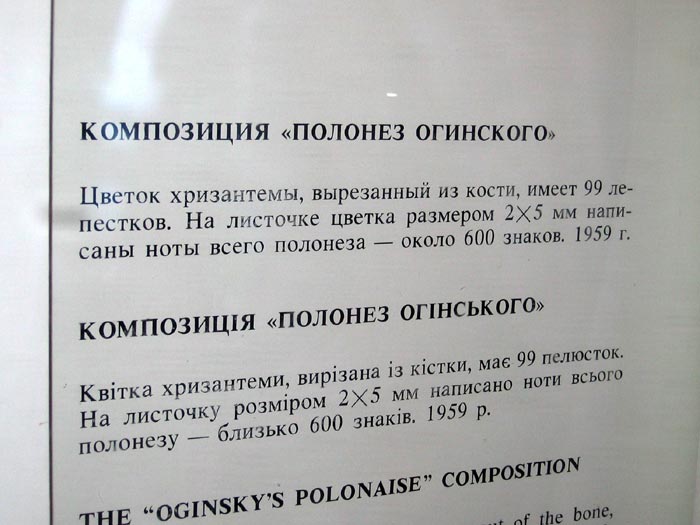 КОМПОЗИЦИЯ «ПОЛОНЕЗ ОГИНСКОГО»
Цветок хризантемы, вырезанный из кости, имеет 99 ле-
пестков. На листочке цветка размером 2×5 мм напи-
саны ноты всего полонеза — около 600 знаков. 1959 г.
КОМПОЗИЦІЯ «ПОЛОНЕЗ ОГІНСЬКОГО»
Квітка хризантеми, вирізана із кістки, має 99 пелюсток.
На листочку розміром 2×5 мм написано ноти всього
полонезу — близько 600 знаків. 1959 р.
THE “OGINSKY'S POLONAISE” COMPOSITION
of the bone,